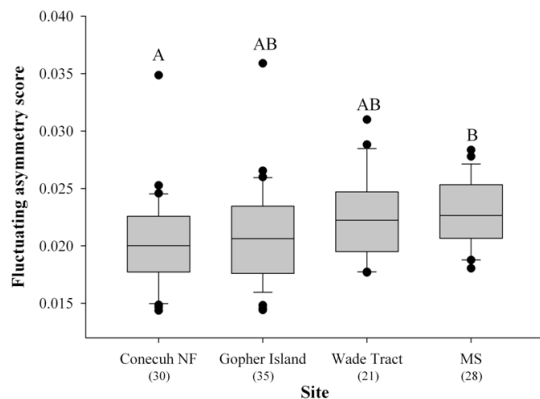 0.040
0.035
0.030
0.025
0.020
0.015
Fluctuating asymmetry score
A
AB
AB
B
Conecuh NF
(30)
Gopher Island
(35)
Wade Tract
(21)
MS
(28)
Site